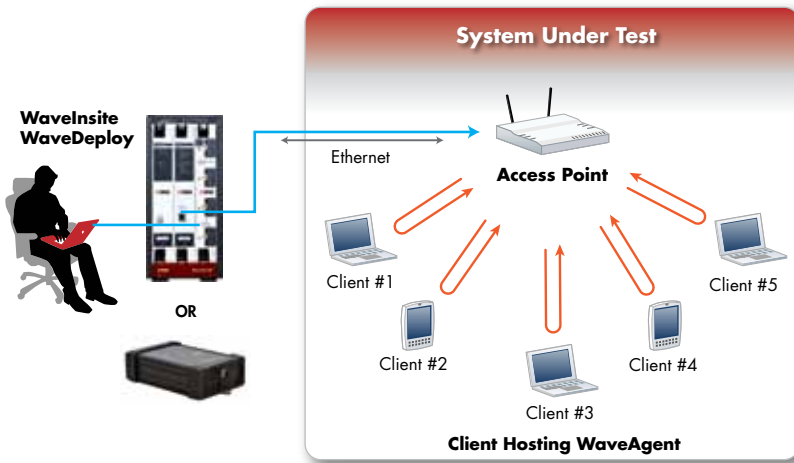 System Under Test
WaveInsite
WaveDeploy
Ethernet
Access Point
Client #1
Client #2
Client #3
Client #4
Client #5
OR
Client Hosting WaveAgent